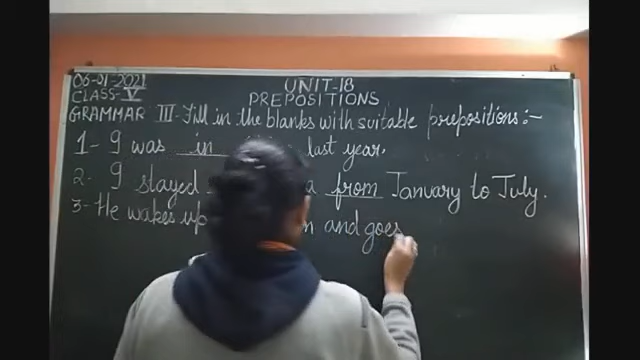 06-21-2021
UNIT-18
CLASS-V
PREPOSITIONS
GRAMMAR III-Fill in the blanks with suitable prepositions:-
1- I was in last year.
2- I stayed a from January to July.
3- He wakes up and goes